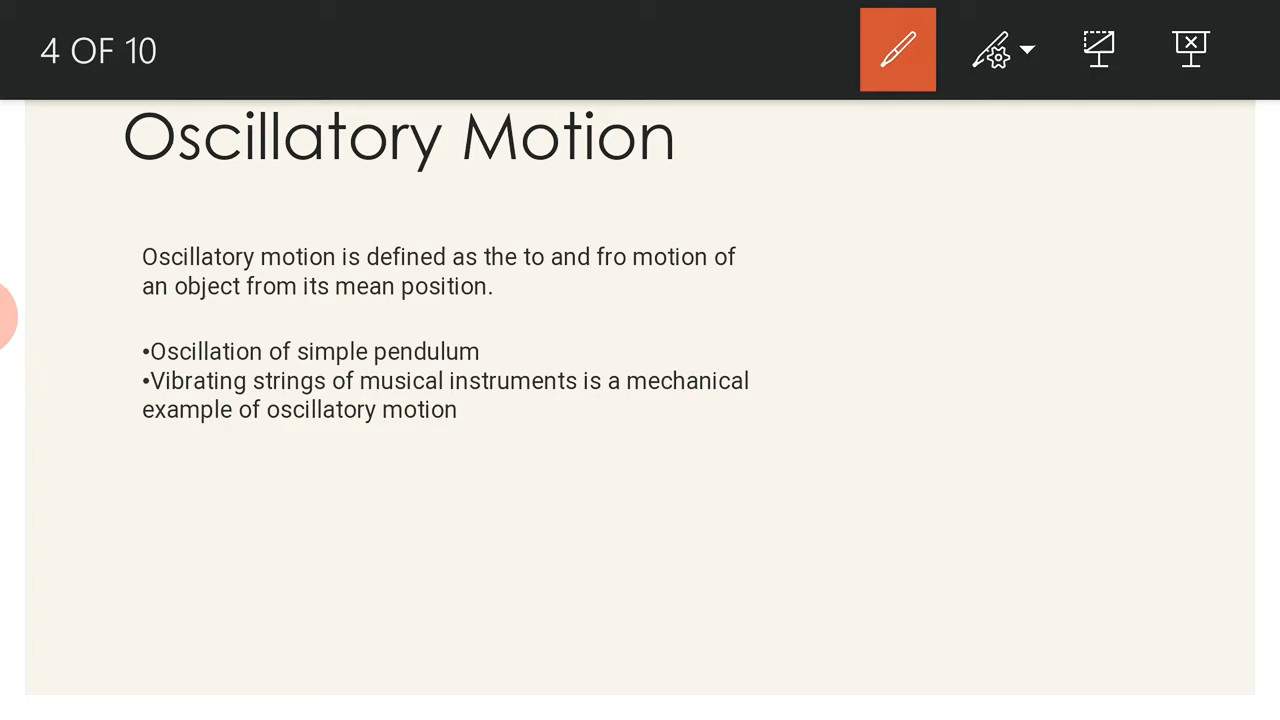 4 OF 10
Oscillatory Motion
Oscillatory motion is defined as the to and fro motion of
an object from its mean position.
•Oscillation of simple pendulum
•Vibrating strings of musical instruments is a mechanical
example of oscillatory motion